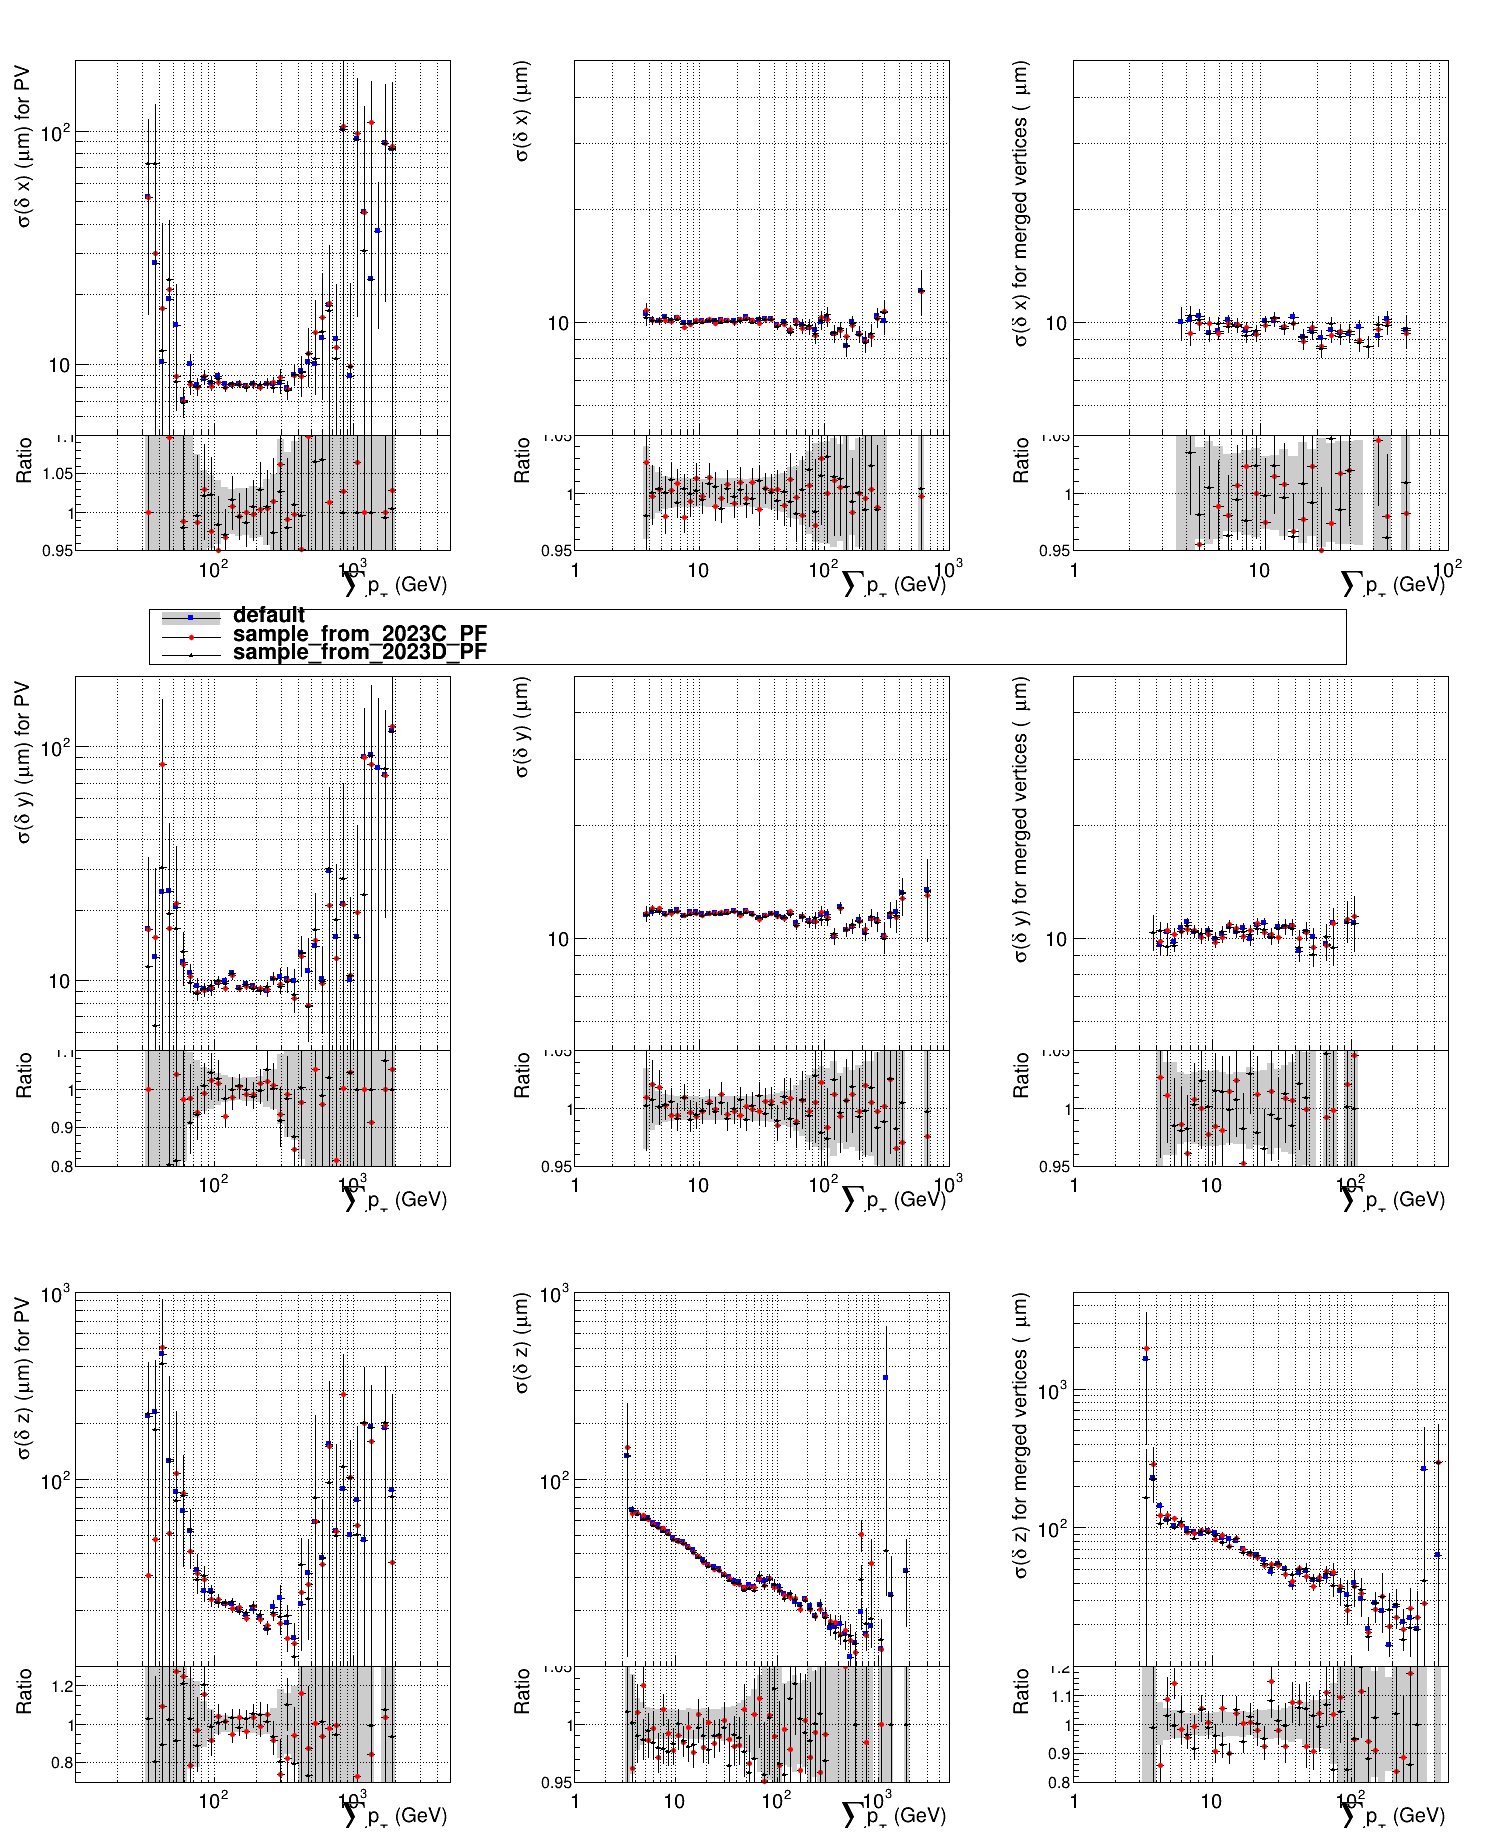 σ(δ x) (μm) for PV
10²
10
Ratio
1.1
1.05
1
0.95
10² 10³
∑ p_T (GeV)
σ(δ x) (μm)
10
Ratio
1.05
1
0.95
1 10 10² 10³
∑ p_T (GeV)
σ(δ x) for merged vertices ( μm)
10
Ratio
1.05
1
0.95
1 10 10²
∑ p_T (GeV)
default
sample_from_2023C_PF
sample_from_2023D_PF
σ(δ y) (μm) for PV
10²
10
Ratio
1.1
1
0.9
0.8
10² 10³
∑ p_T (GeV)
σ(δ y) (μm)
10
Ratio
1.05
1
0.95
1 10 10² 10³
∑ p_T (GeV)
σ(δ y) for merged vertices ( μm)
10
Ratio
1.05
1
0.95
1 10 10²
∑ p_T (GeV)
σ(δ z) (μm) for PV
10³
10²
Ratio
1.2
1
0.8
10² 10³
∑ p_T (GeV)
σ(δ z) (μm)
10³
10²
Ratio
1.05
1
0.95
1 10 10² 10³
∑ p_T (GeV)
σ(δ z) for merged vertices ( μm)
10³
10²
Ratio
1.2
1.1
1
0.9
0.8
1 10 10²
∑ p_T (GeV)